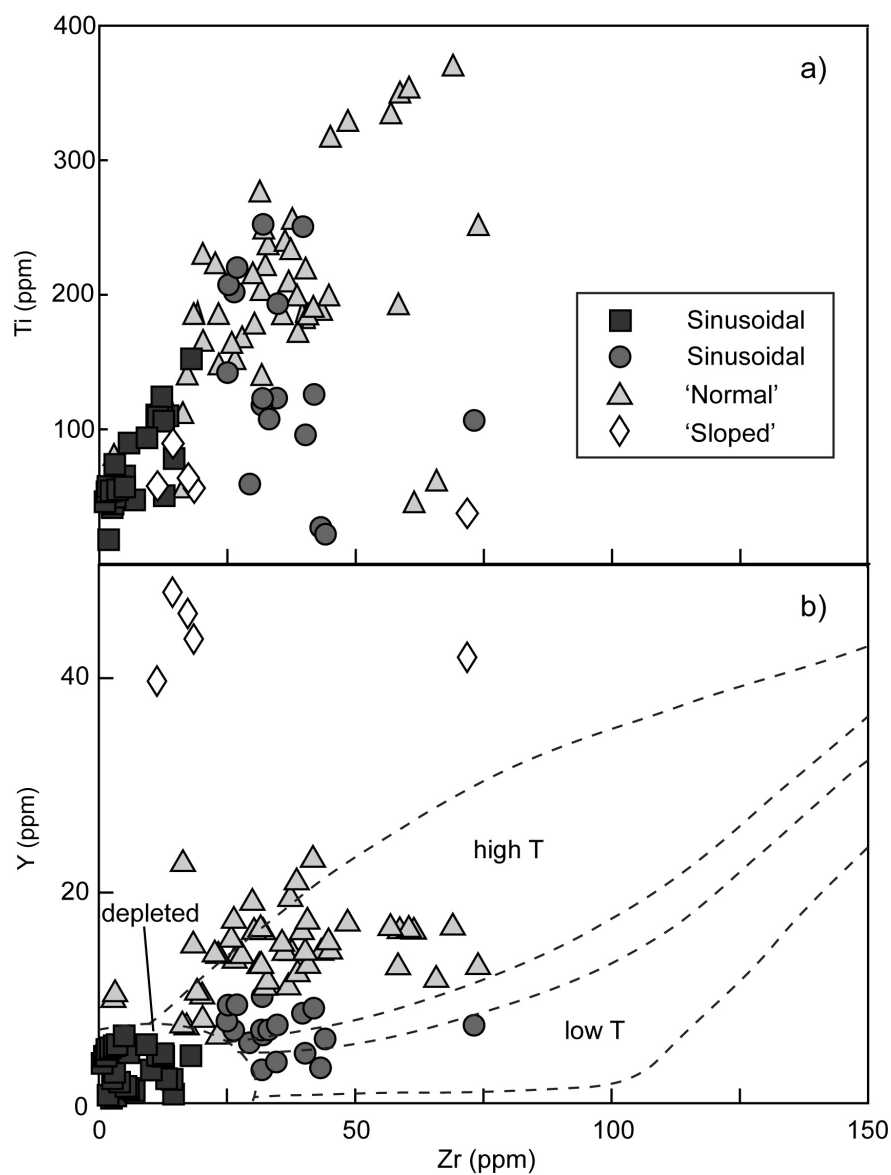 400
a)
300
Ti (ppm)
200
100
Sinusoidal
Sinusoidal
‘Normal’
‘Sloped’
b)
40
Y (ppm)
high T
20
depleted
low T
0
0
50
100
150
Zr (ppm)